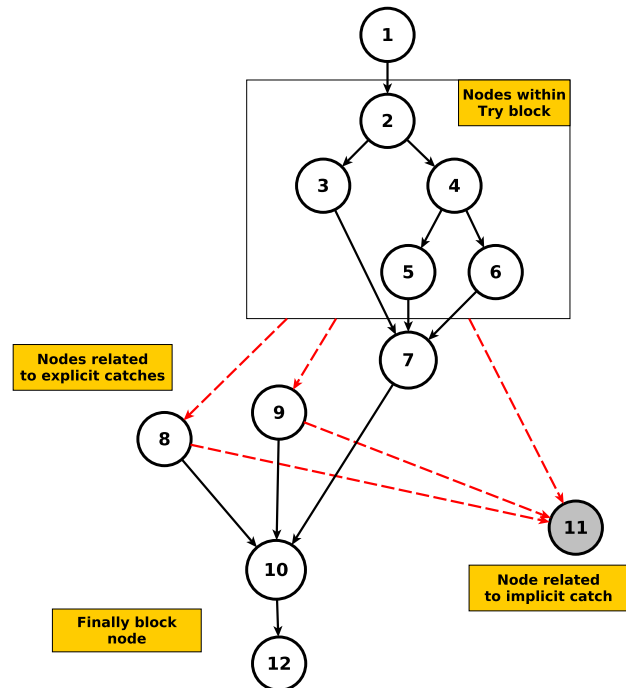 1
Nodes within
Try block
2
3
4
5
6
7
Nodes related
to explicit catches
9
8
11
10
Node related
to implicit catch
Finally block
node
12